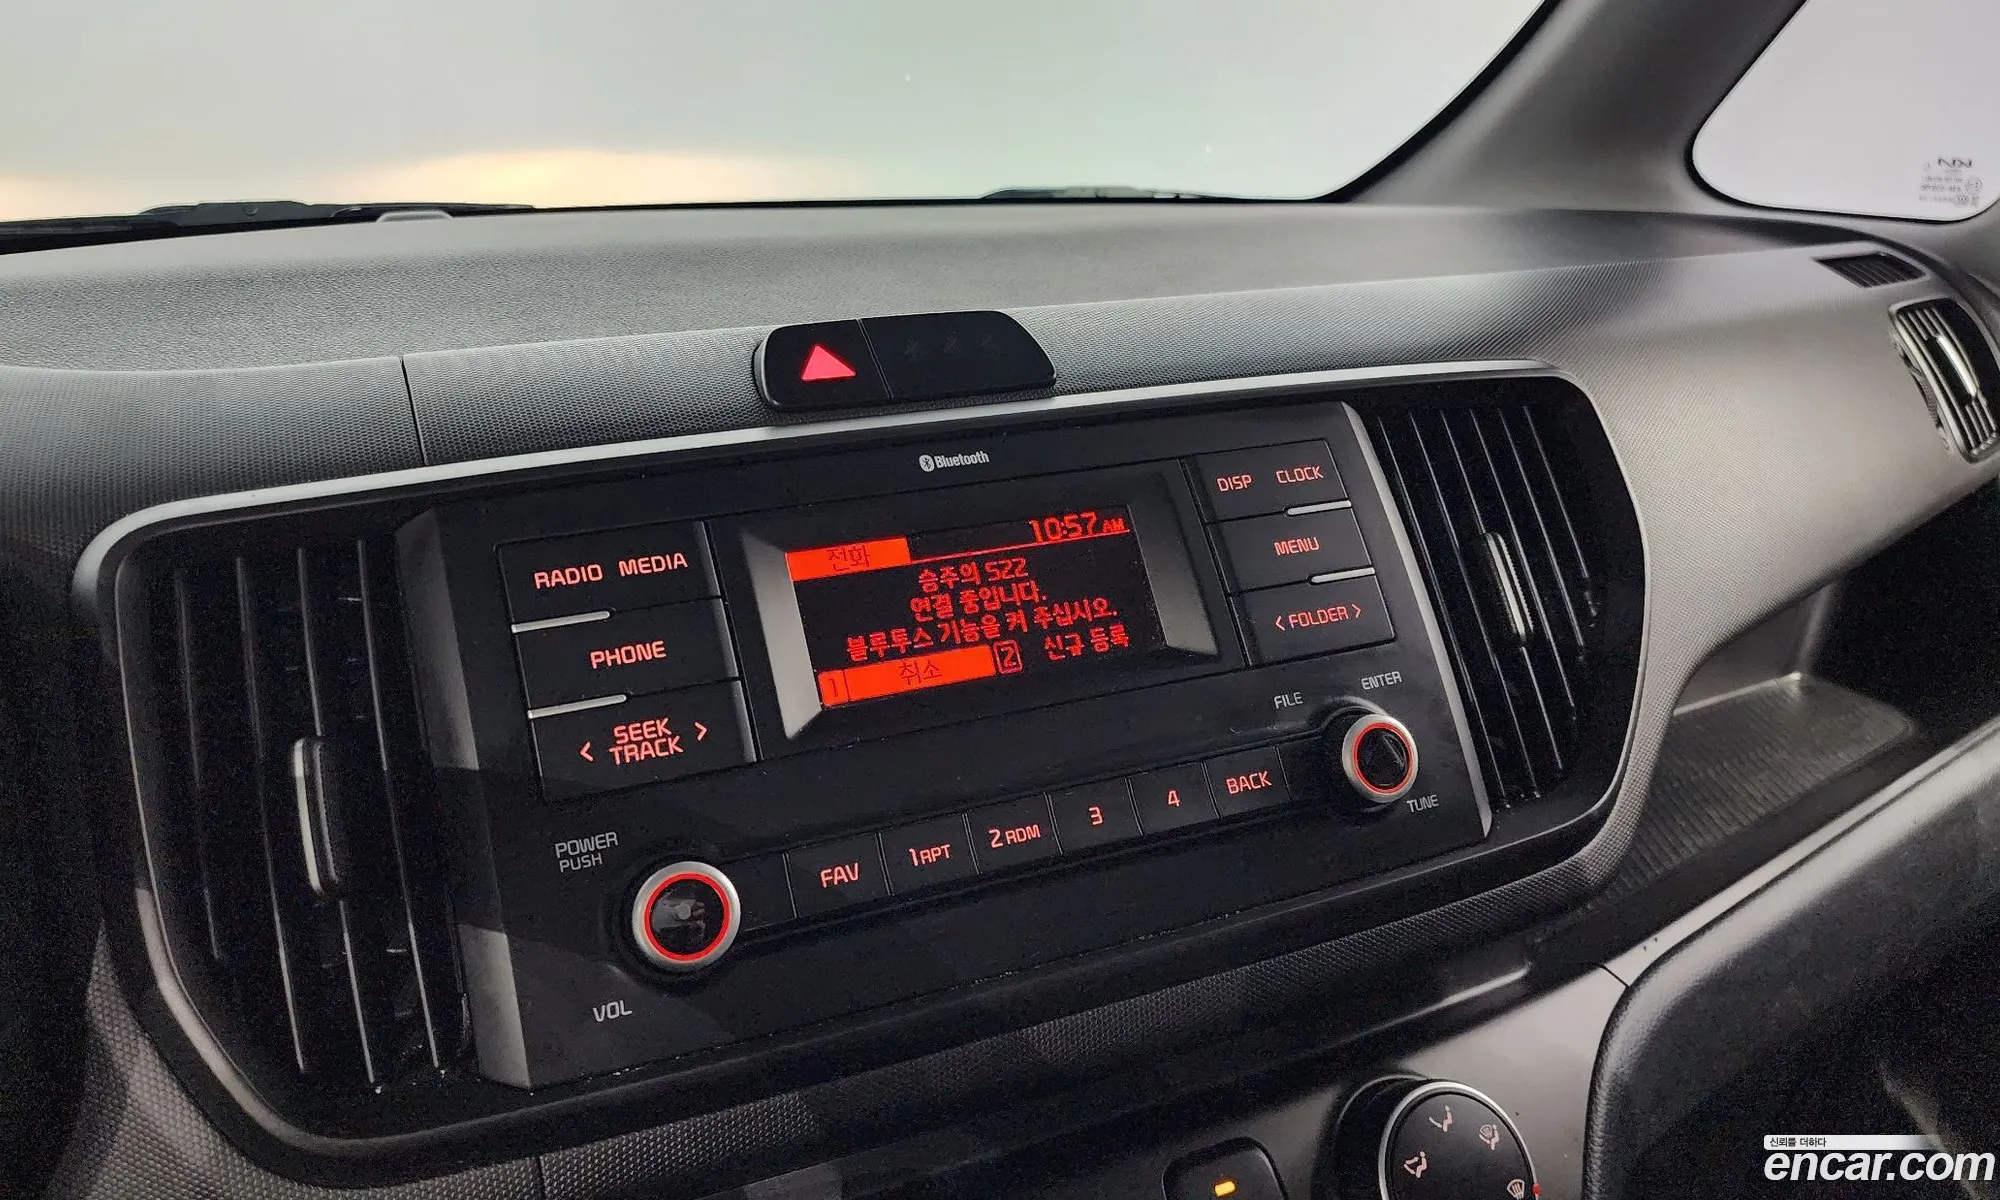 Bluetooth
DISP CLOCK
RADIO MEDIA
전화 10:57 AM
승주의 S22
연결 중입니다.
블루투스 기능을 켜 주십시오.
1 취소 2 신규 등록
MENU
PHONE
< FOLDER >
< SEEK TRACK >
FILE
ENTER
POWER
PUSH
FAV 1 RPT 2 RDM 3 4 BACK
TUNE
VOL
신뢰를 더하다
encar.com